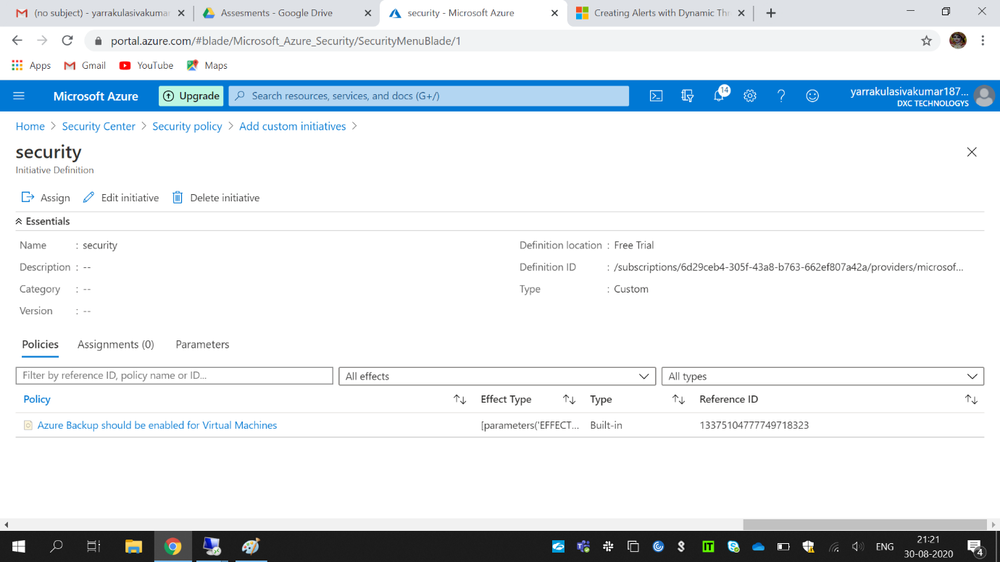 (no subject) - yarrakulasivakumar
Assesments - Google Drive
security - Microsoft Azure
Creating Alerts with Dynamic Thr
portal.azure.com/#blade/Microsoft_Azure_Security/SecurityMenuBlade/1
Apps Gmail YouTube Maps
Microsoft Azure Upgrade Search resources, services, and docs (G+/) 14 yarrakulasivakumar187...
DXC TECHNOLOGYS
Home > Security Center > Security policy > Add custom initiatives >
security
Initiative Definition
Assign Edit initiative Delete initiative
Essentials
Name : security Definition location : Free Trial
Description : -- Definition ID : /subscriptions/6d29ceb4-305f-43a8-b763-662ef807a42a/providers/microsof...
Category : -- Type : Custom
Version : --
Policies Assignments (0) Parameters
Filter by reference ID, policy name or ID... All effects All types
Policy Effect Type Type Reference ID
Azure Backup should be enabled for Virtual Machines [parameters('EFFECT... Built-in 13375104777749718323
ENG 21:21
30-08-2020 4